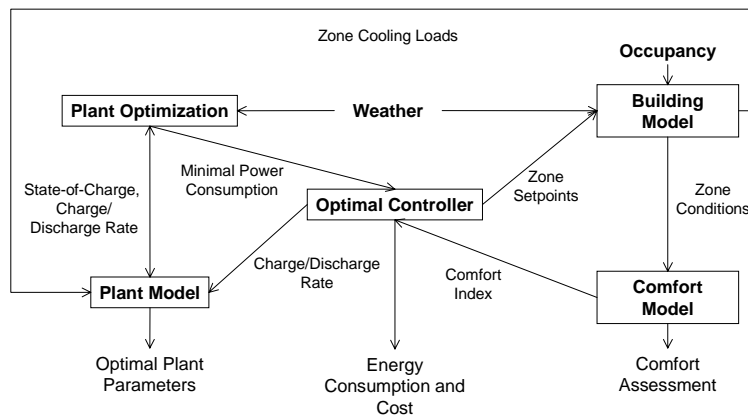 Zone Cooling Loads
Occupancy
Plant Optimization
Weather
Building
Model
Minimal Power
Consumption
State-of-Charge,
Charge/
Discharge Rate
Zone
Setpoints
Zone
Conditions
Optimal Controller
Charge/Discharge
Rate
Comfort
Index
Plant Model
Comfort
Model
Optimal Plant
Parameters
Energy
Consumption and
Cost
Comfort
Assessment